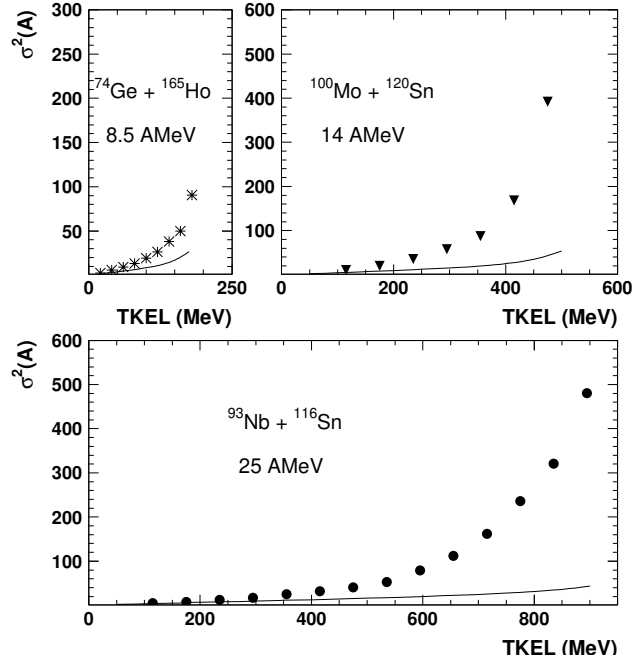 σ²(A)
300
250
200
150
100
50
⁷⁴Ge + ¹⁶⁵Ho
8.5 AMeV
0
250
TKEL (MeV)
600
500
400
300
200
100
¹⁰⁰Mo + ¹²⁰Sn
14 AMeV
0
200
400
600
TKEL (MeV)
σ²(A)
600
500
400
300
200
100
⁹³Nb + ¹¹⁶Sn
25 AMeV
0
200
400
600
800
TKEL (MeV)